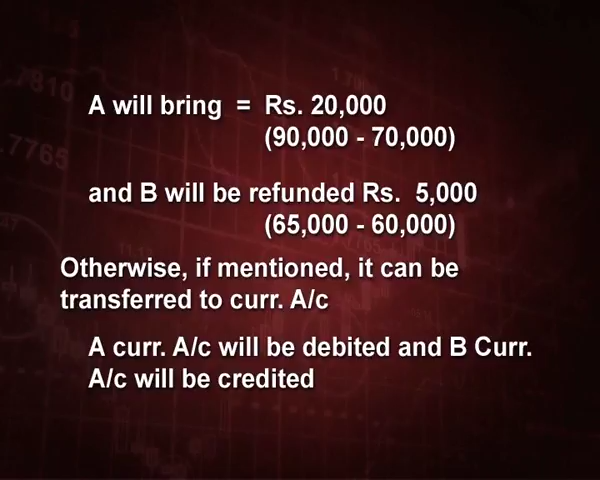 A will bring = Rs. 20,000
(90,000 - 70,000)
and B will be refunded Rs. 5,000
(65,000 - 60,000)
Otherwise, if mentioned, it can be
transferred to curr. A/c
A curr. A/c will be debited and B Curr.
A/c will be credited